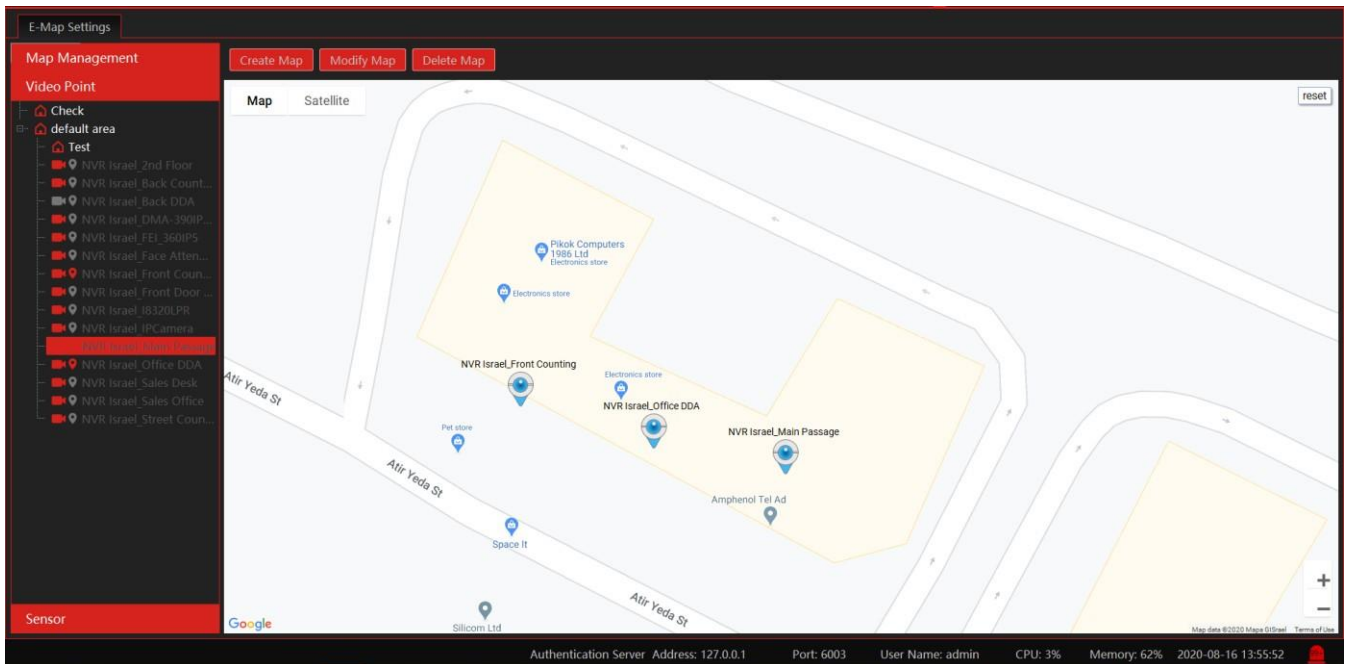 E-Map Settings
Map Management
Video Point
Check
default area
Test
NVR Israel_2nd Floor
NVR Israel_Back Count...
NVR Israel_Back DDA
NVR Israel_DMA-390IP...
NVR Israel_FEI_360IPS
NVR Israel_Face Atten...
NVR Israel_Front Coun...
NVR Israel_Front Door ...
NVR Israel_I8320LPR
NVR Israel_IPCamera
NVR Israel_Main Passage
NVR Israel_Office DDA
NVR Israel_Sales Desk
NVR Israel_Sales Office
NVR Israel_Street Coun...
Sensor
Create Map Modify Map Delete Map
Map Satellite
reset
Pikok Computers
1986 Ltd
Electronics store
Electronics store
NVR Israel_Front Counting
Electronics store
NVR Israel_Office DDA
NVR Israel_Main Passage
Atir Yeda St
Pet store
Atir Yeda St
Amphenol Tel Ad
Space It
Atir Yeda St
Silicom Ltd
+
−
Google
Map data ©2020 Mapa GISrael Terms of Use
Authentication Server Address: 127.0.0.1 Port: 6003 User Name: admin CPU: 3% Memory: 62% 2020-08-16 13:55:52